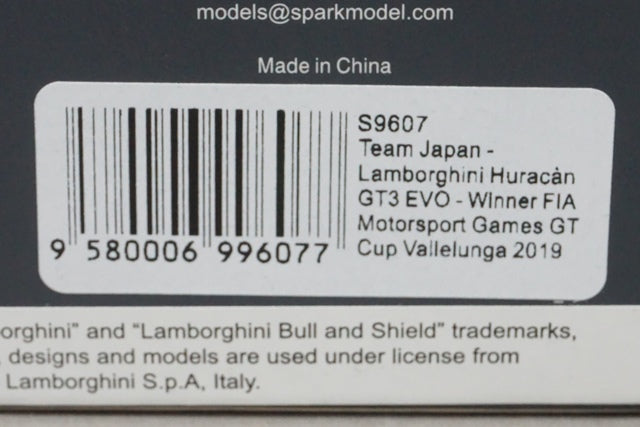 models@sparkmodel.com
Made in China
S9607
Team Japan -
Lamborghini Huracàn
GT3 EVO - Winner FIA
Motorsport Games GT
Cup Vallelunga 2019
9 580006 996077
" and "Lamborghini Bull and Shield" trademarks,
designs and models are used under license from
Lamborghini S.p.A, Italy.